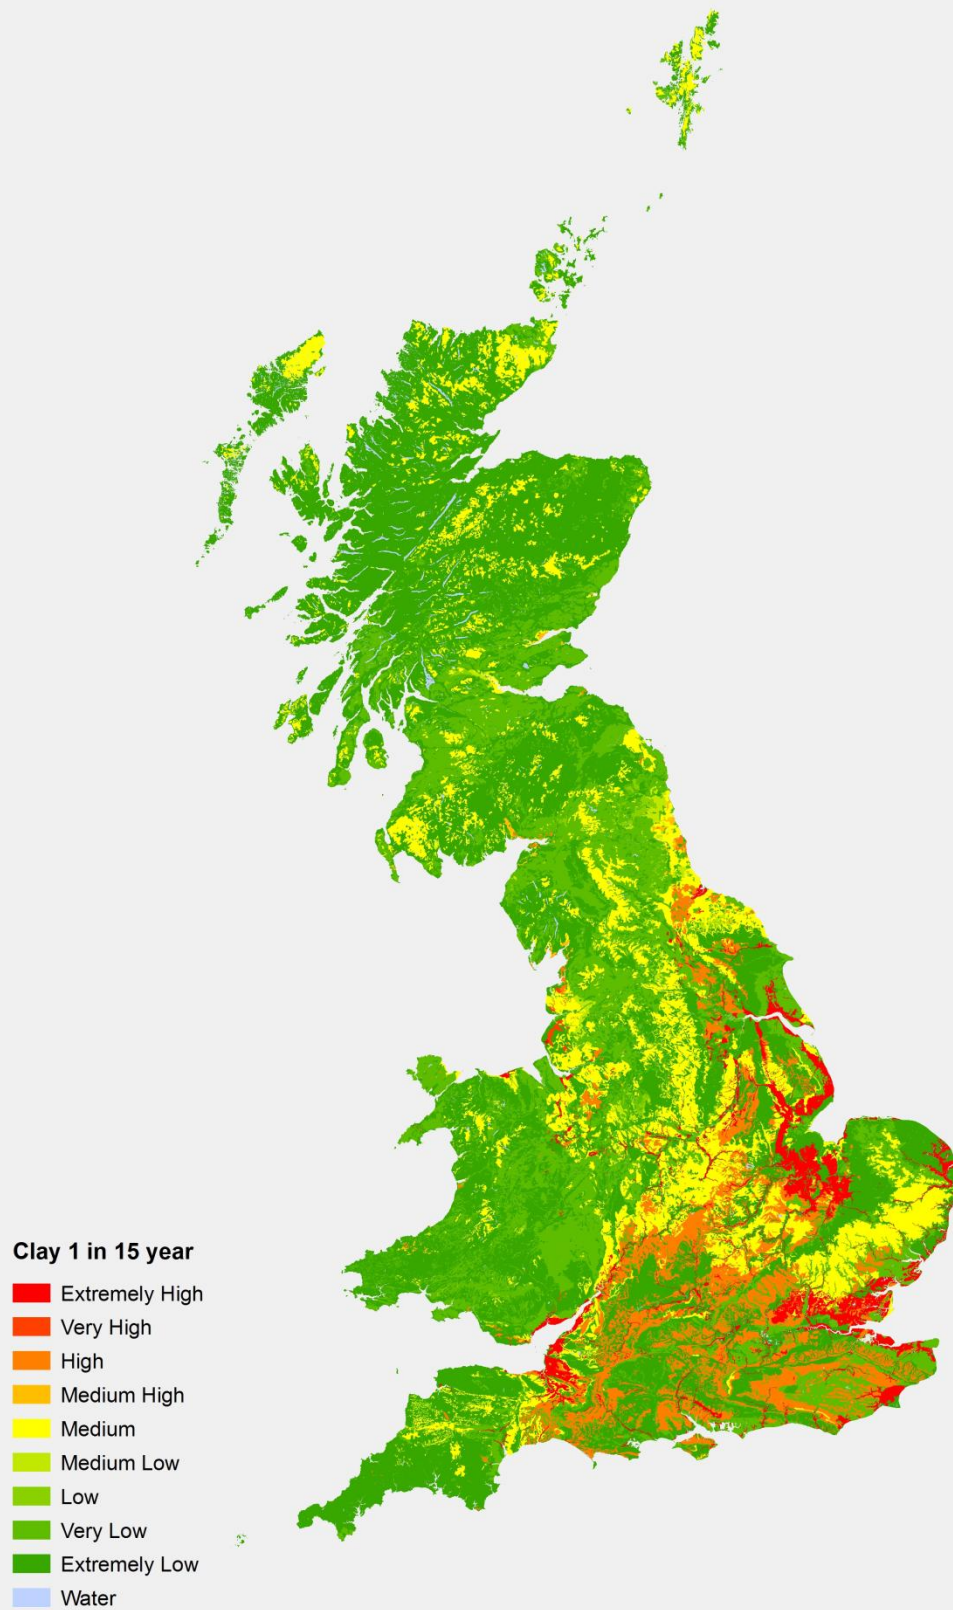 Clay 1 in 15 year
Extremely High
Very High
High
Medium High
Medium
Medium Low
Low
Very Low
Extremely Low
Water